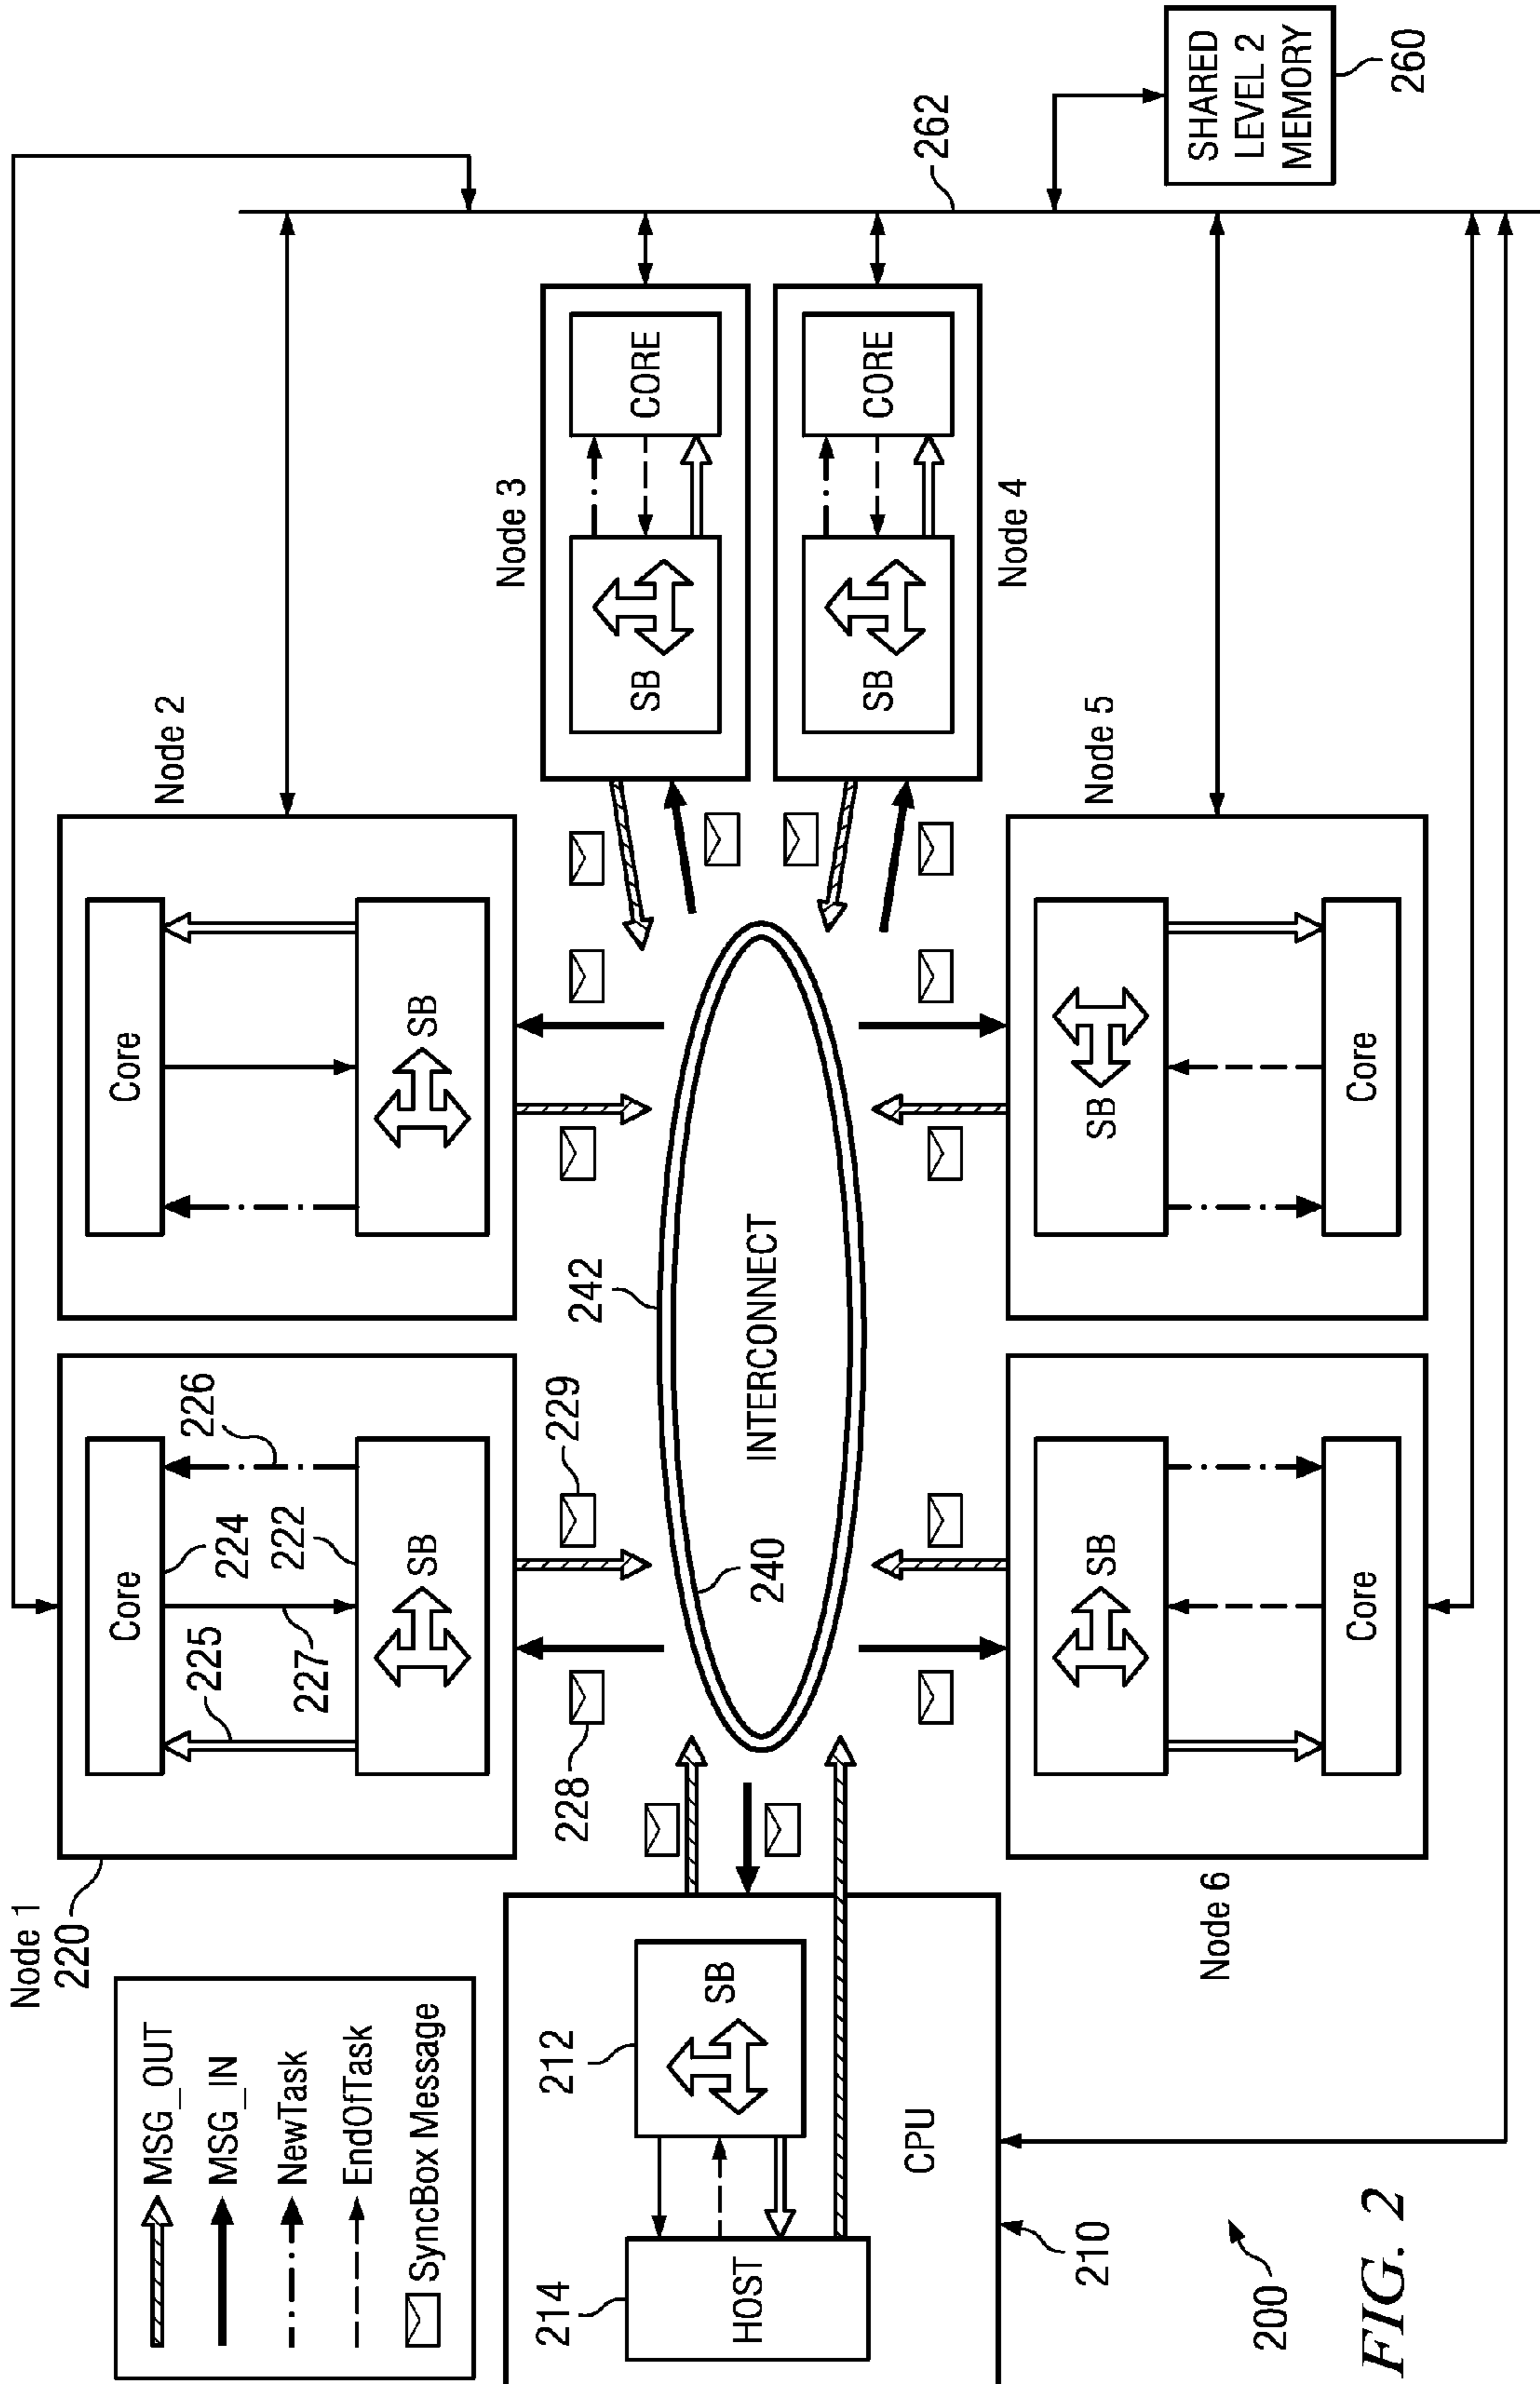 Node 1
220
MSG_OUT
MSG_IN
NewTask
EndOfTask
SyncBox Message
Core
224
225
226
227
222
SB
228
229
Node 2
Core
SB
Node 3
SB
CORE
Node 4
SB
CORE
242
240
INTERCONNECT
212
SB
214
HOST
CPU
210
Node 5
SB
Core
Node 6
SB
Core
262
SHARED
LEVEL 2
MEMORY
260
200
FIG. 2